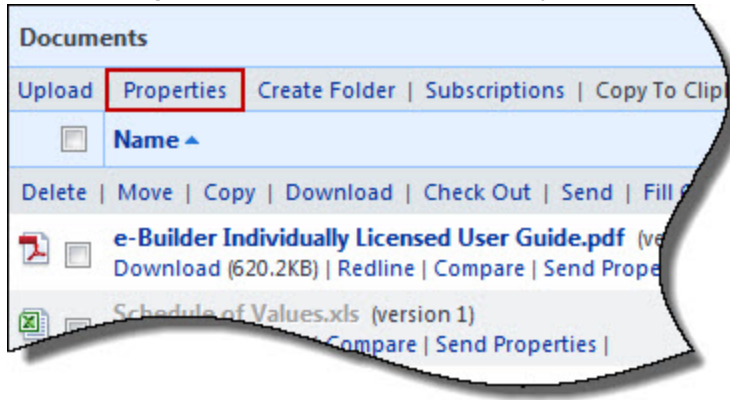 Documents
Upload Properties Create Folder | Subscriptions | Copy To
Name
Delete | Move | Copy | Download | Check Out | Send | Fill
e-Builder Individually Licensed User Guide.pdf
Download (620.2KB) | Redline | Compare | Send
Schedule of Values.xls (version 1)
Compare | Send Properties |